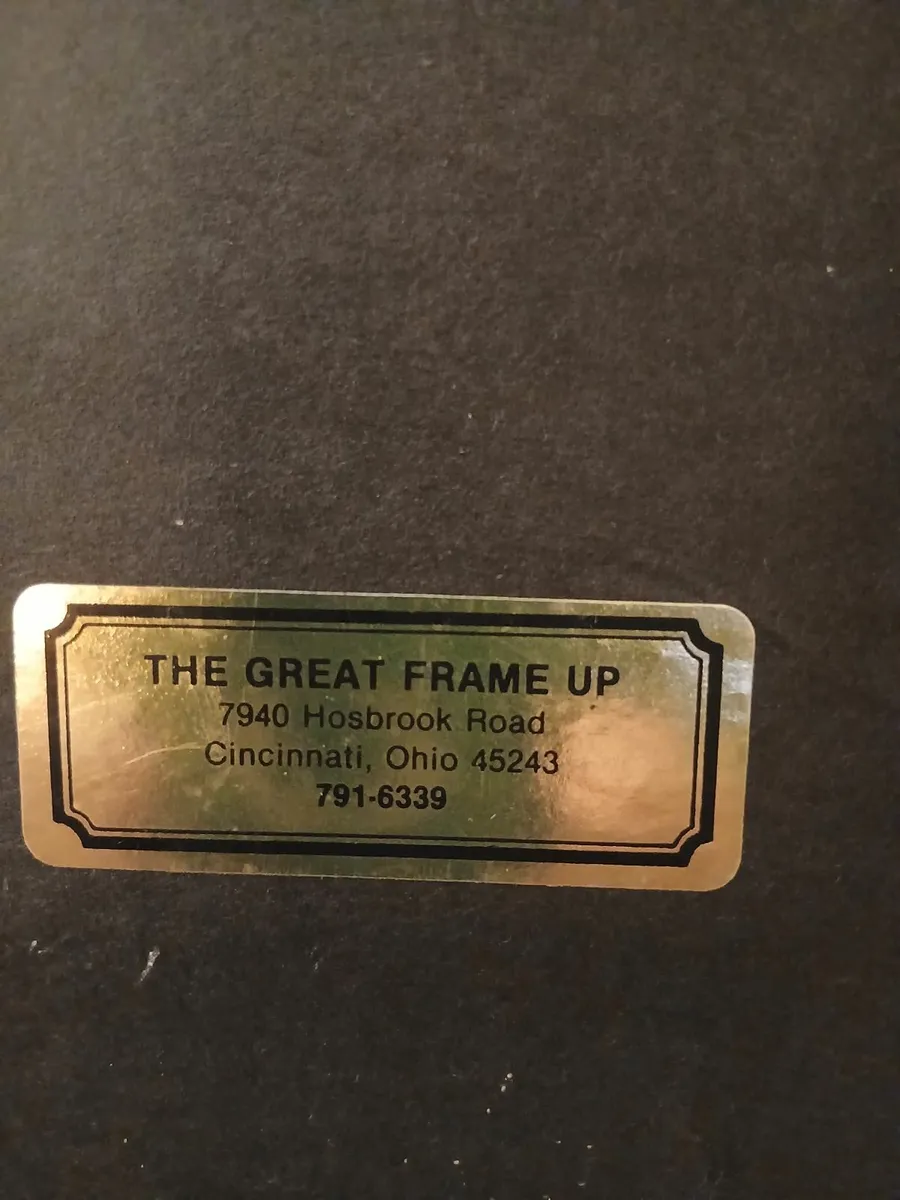 THE GREAT FRAME UP
7940 Hosbrook Road
Cincinnati, Ohio 45243
791-6339